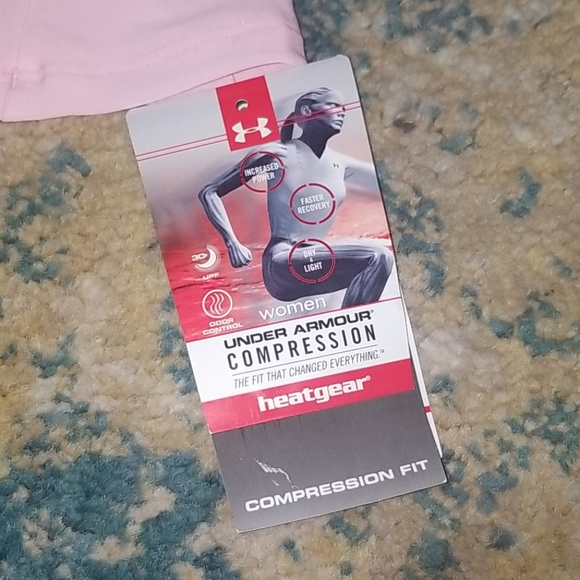 INCREASED
POWER
FASTER
RECOVERY
DRY
&
LIGHT
30+
UPF
ODOR
CONTROL
women
UNDER ARMOUR®
COMPRESSION
THE FIT THAT CHANGED EVERYTHING.™
heatgear®
COMPRESSION FIT